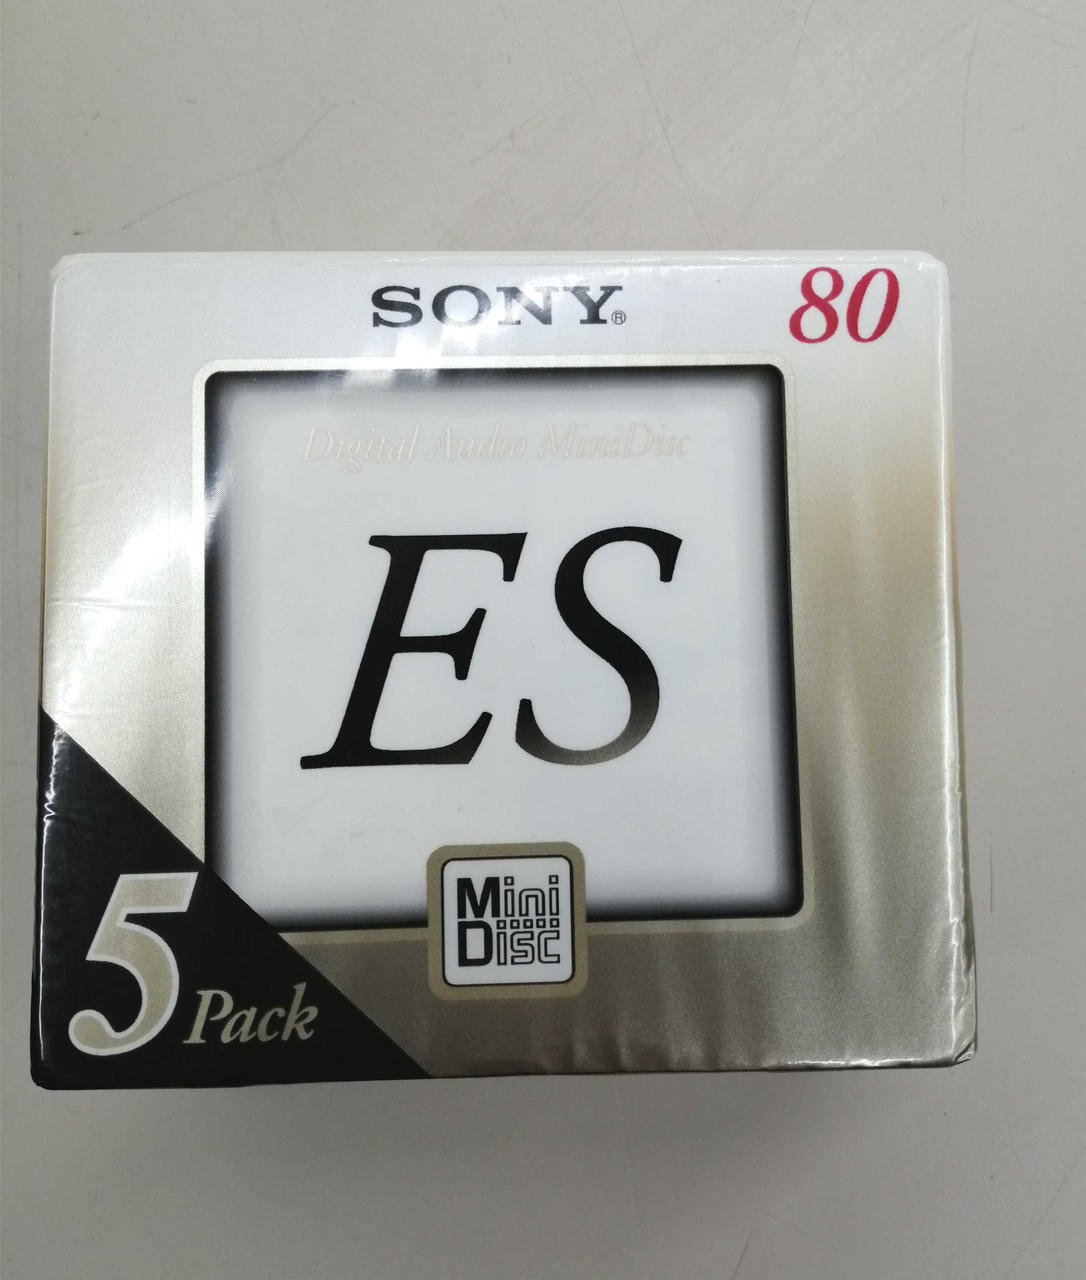 SONY®
80
Digital Audio MiniDisc
ES
Mini
Disc
5 Pack